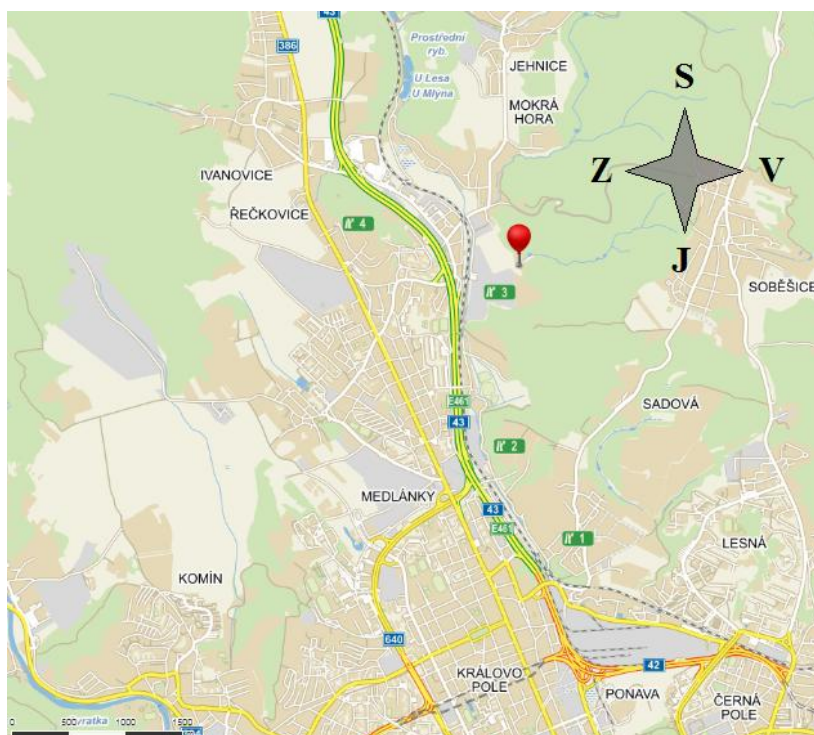 43
386
Prostřední
ryb.
U Lesa
U Mlýna
JEHNICE
MOKRÁ
HORA
S
Z
V
J
IVANOVICE
ŘEČKOVICE
4
3
SOBĚŠICE
E461
43
SADOVÁ
2
MEDLÁNKY
43
E461
1
LESNÁ
KOMÍN
640
KRÁLOVO
POLE
42
PONAVA
ČERNÁ
POLE
0
500
1000
1500
vratka